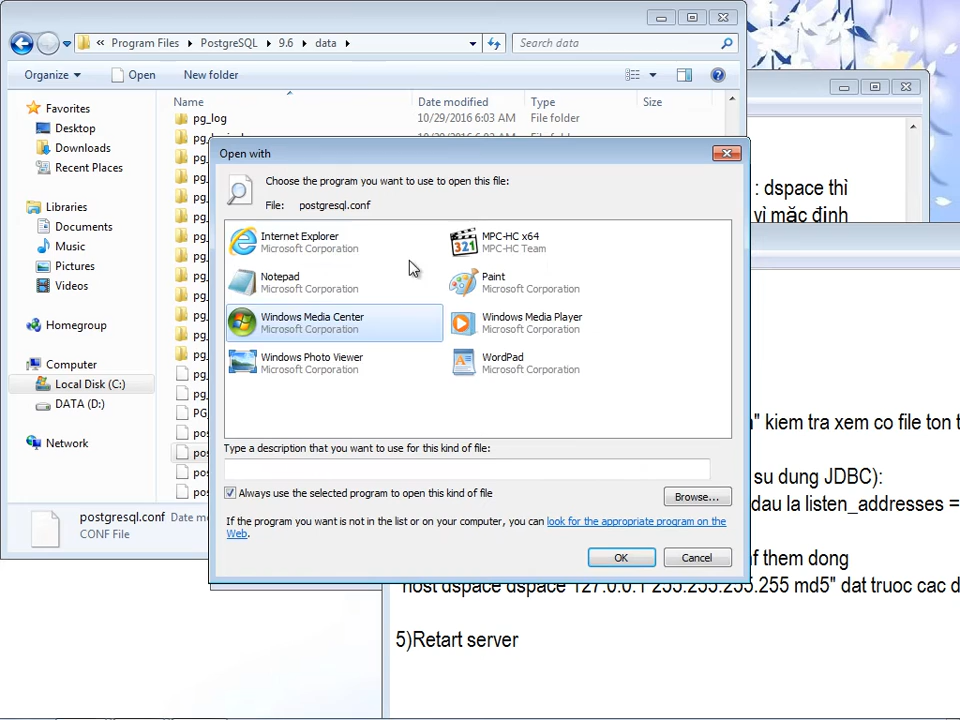 « Program Files ▸ PostgreSQL ▸ 9.6 ▸ data ▸
Search data
Organize
Open
New folder
Favorites
Desktop
Downloads
Recent Places
Libraries
Documents
Music
Pictures
Videos
Homegroup
Computer
Local Disk (C:)
DATA (D:)
Network
Name
Date modified
Type
Size
pg_log
10/29/2016 6:03 AM
File folder
postgresql.conf
CONF File
Open with
Choose the program you want to use to open this file:
File: postgresql.conf
Internet Explorer
Microsoft Corporation
MPC-HC x64
MPC-HC Team
Notepad
Microsoft Corporation
Paint
Microsoft Corporation
Windows Media Center
Microsoft Corporation
Windows Media Player
Microsoft Corporation
Windows Photo Viewer
Microsoft Corporation
WordPad
Microsoft Corporation
Type a description that you want to use for this kind of file:
Always use the selected program to open this kind of file
Browse...
If the program you want is not in the list or on your computer, you can look for the appropriate program on the
Web.
OK
Cancel
: dspace thì
vì mặc định
kiem tra xem co file ton
su dung JDBC):
dau la listen_addresses =
them dong
host dspace dspace 127.0.0.1 255.255.255.255 md5" dat truoc cac
5)Retart server